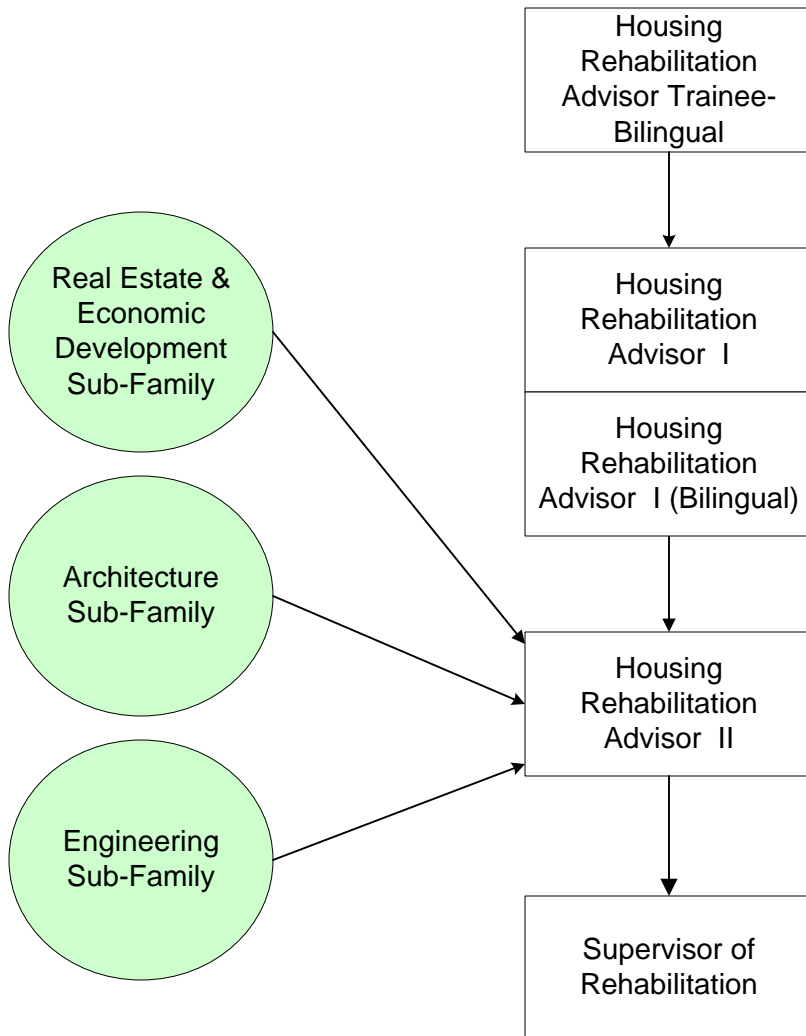 Housing
Rehabilitation
Advisor Trainee-
Bilingual
Real Estate &
Economic
Development
Sub-Family
Housing
Rehabilitation
Advisor I
Housing
Rehabilitation
Advisor I (Bilingual)
Architecture
Sub-Family
Housing
Rehabilitation
Advisor II
Engineering
Sub-Family
Supervisor of
Rehabilitation